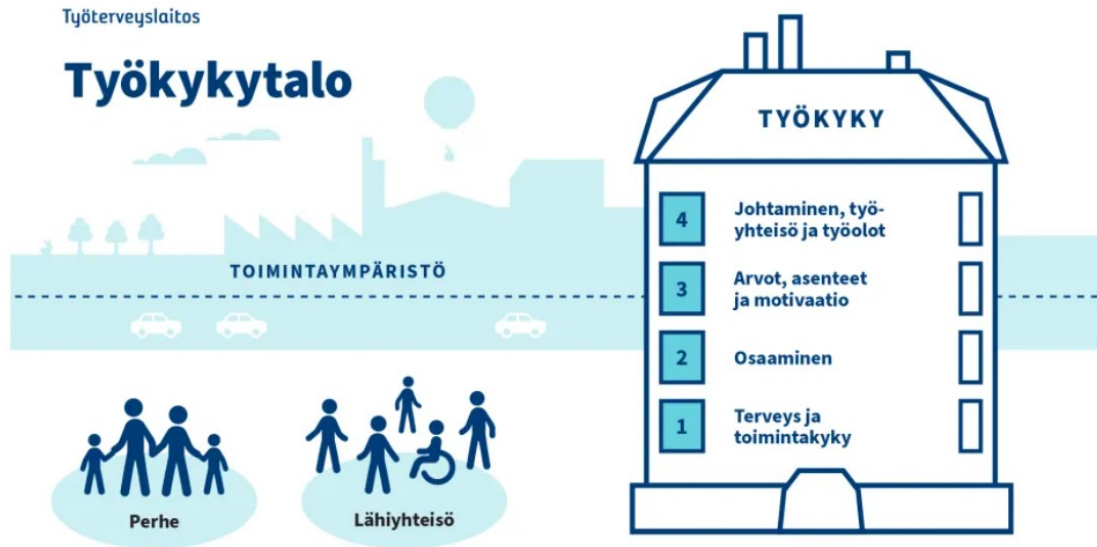 Työterveyslaitos
Työkykytalo
TYÖKYKY
4
Johtaminen, työ-
yhteisö ja työolot
3
Arvot, asenteet
ja motivaatio
2
Osaaminen
1
Terveys ja
toimintakyky
TOIMINTAYMPÄRISTÖ
Perhe
Lähiyhteisö